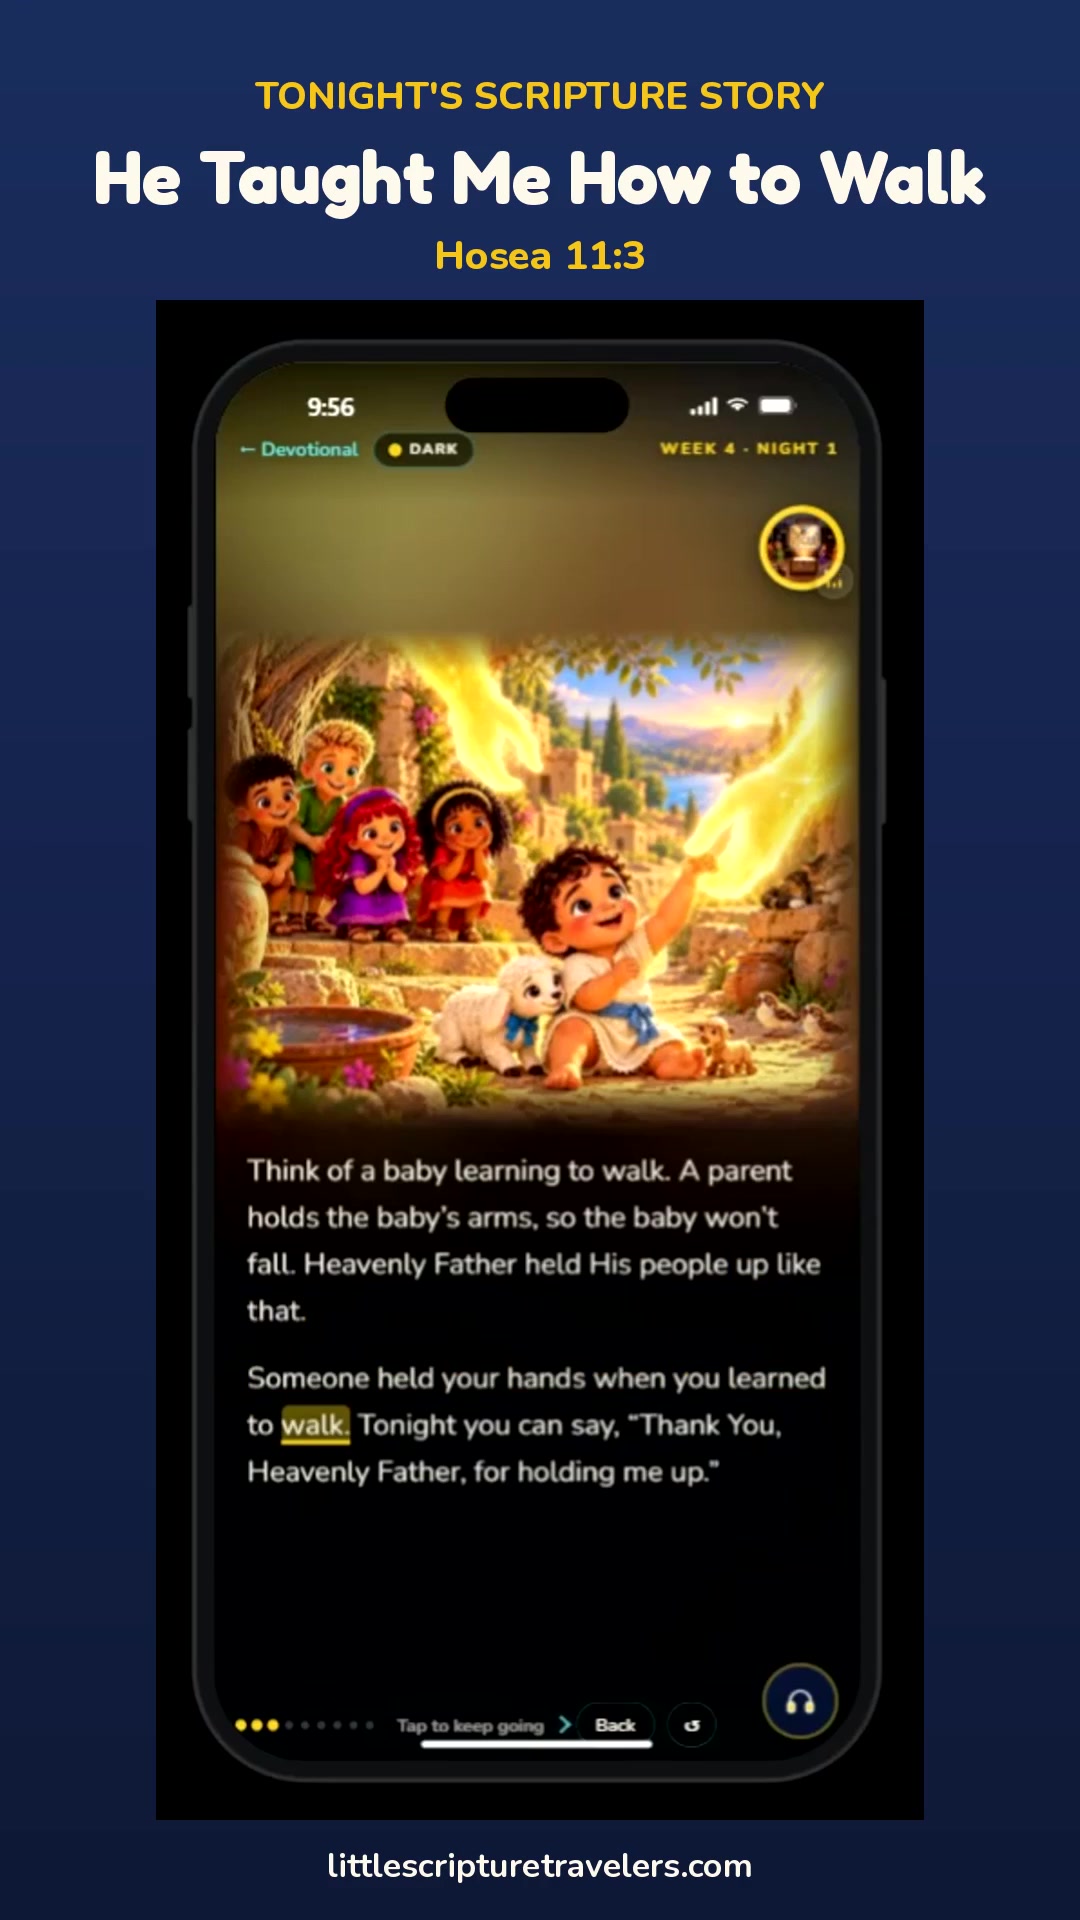 TONIGHT'S SCRIPTURE STORY
He Taught Me How to Walk
Hosea 11:3
9:56
← Devotional
DARK
WEEK 4 · NIGHT 1
Think of a baby learning to walk. A parent
holds the baby’s arms, so the baby won’t
fall. Heavenly Father held His people up like
that.
Someone held your hands when you learned
to walk. Tonight you can say, “Thank You,
Heavenly Father, for holding me up.”
Tap to keep going
Back
littlescripturetravelers.com